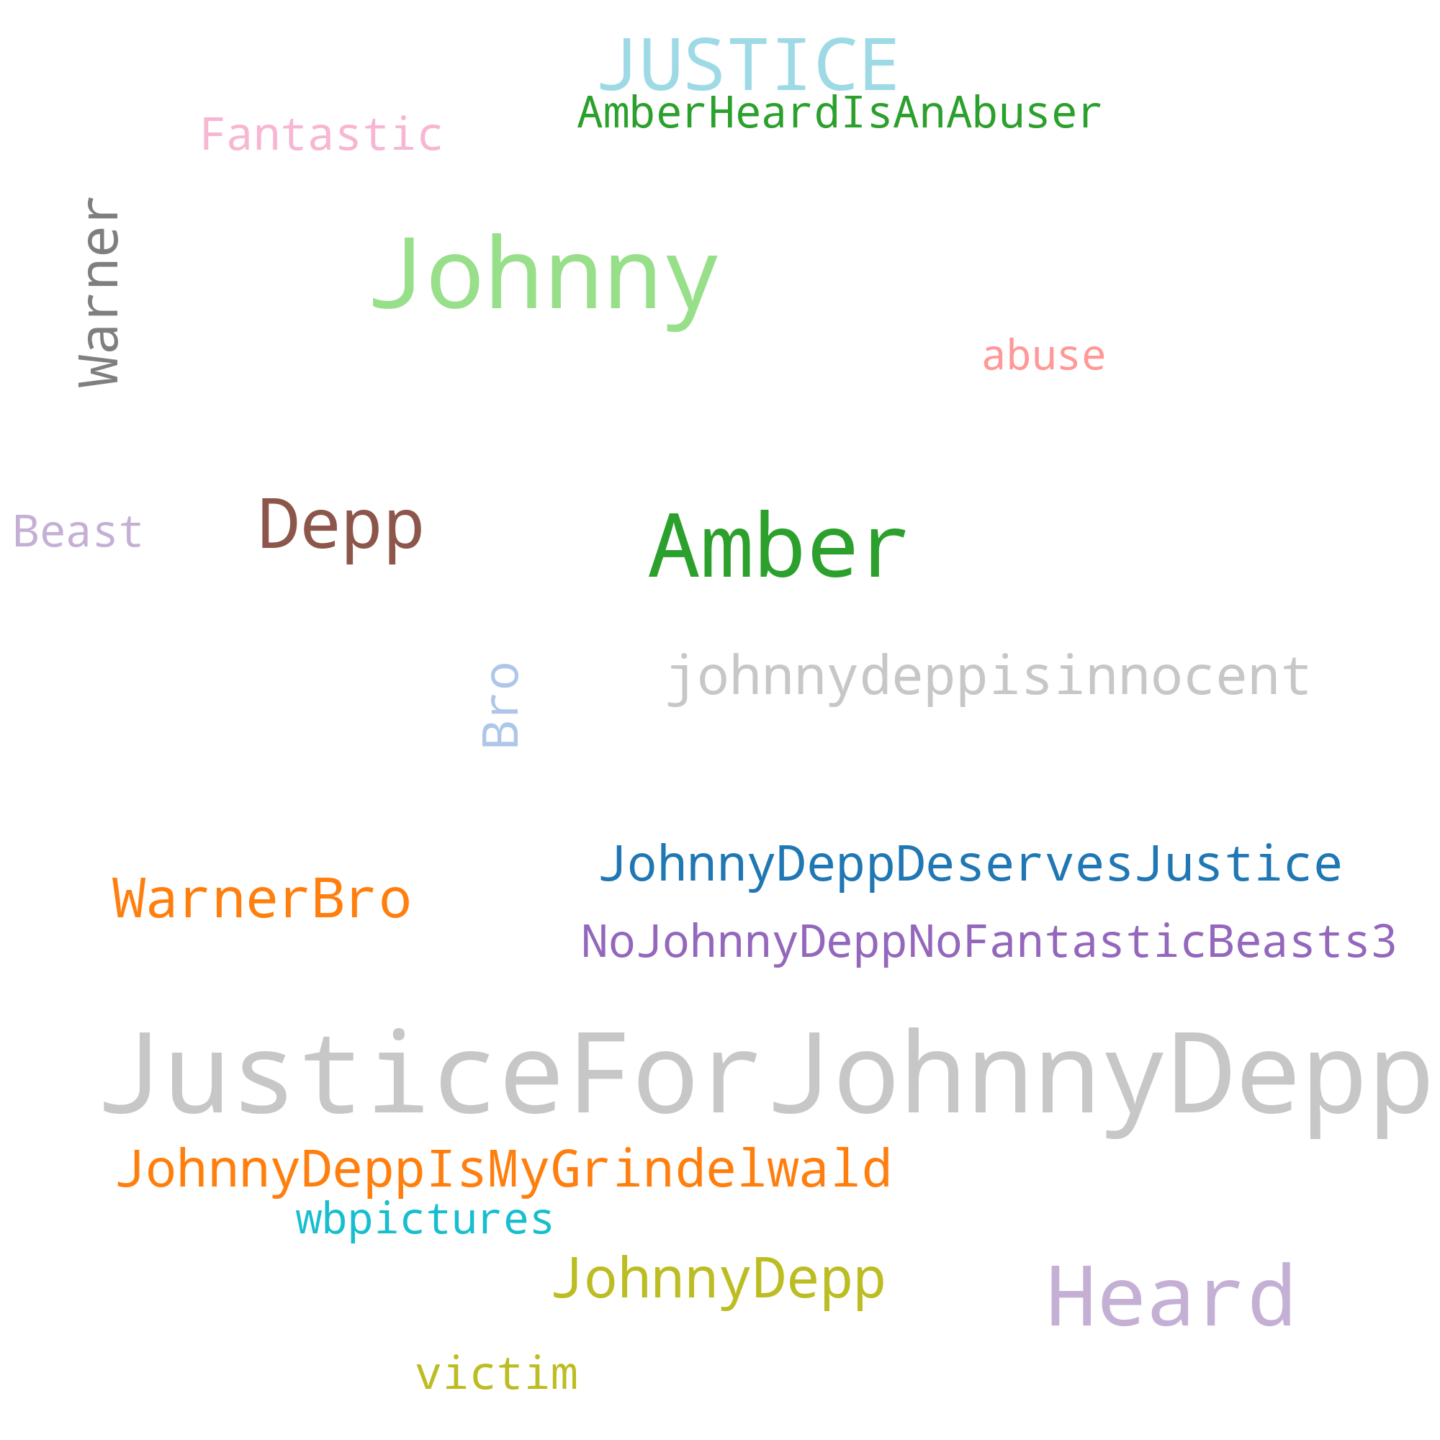 JUSTICE
AmberHeardIsAnAbuser
Fantastic
Warner
Johnny
abuse
Depp
Amber
Beast
johnnydeppisinnocent
Bro
JohnnyDeppDeservesJustice
WarnerBro
NoJohnnyDeppNoFantasticBeasts3
JusticeForJohnnyDepp
JohnnyDeppIsMyGrindelwald
wbpictures
JohnnyDepp
Heard
victim